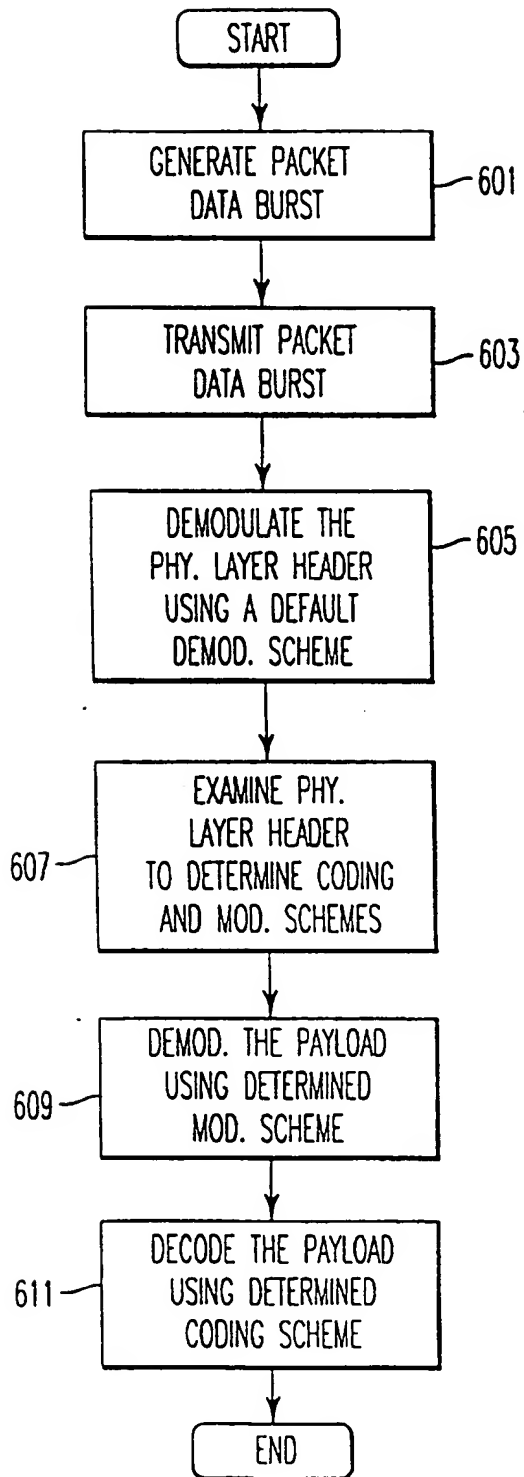 START
GENERATE PACKET
DATA BURST
601
TRANSMIT PACKET
DATA BURST
603
DEMODULATE THE
PHY. LAYER HEADER
USING A DEFAULT
DEMOD. SCHEME
605
EXAMINE PHY.
LAYER HEADER
TO DETERMINE CODING
AND MOD. SCHEMES
607
DEMOD. THE PAYLOAD
USING DETERMINED
MOD. SCHEME
609
DECODE THE PAYLOAD
USING DETERMINED
CODING SCHEME
611
END